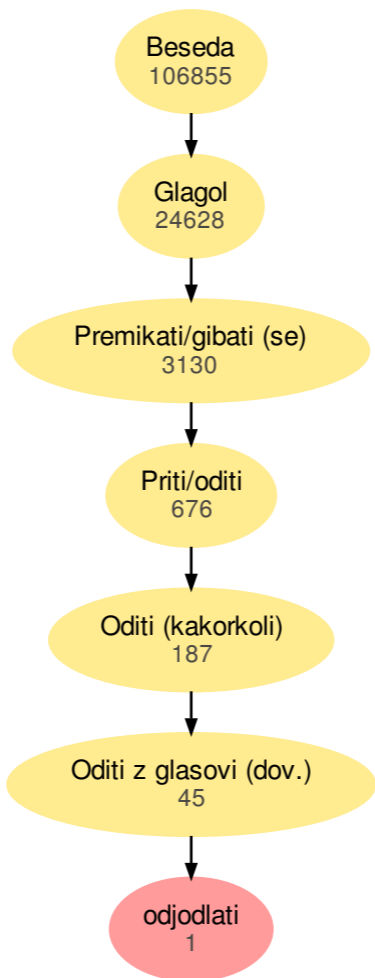 Beseda
106855
Glagol
24628
Premikati/gibati (se)
3130
Priti/oditi
676
Oditi (kakorkoli)
187
Oditi z glasovi (dov.)
45
odjodlati
1